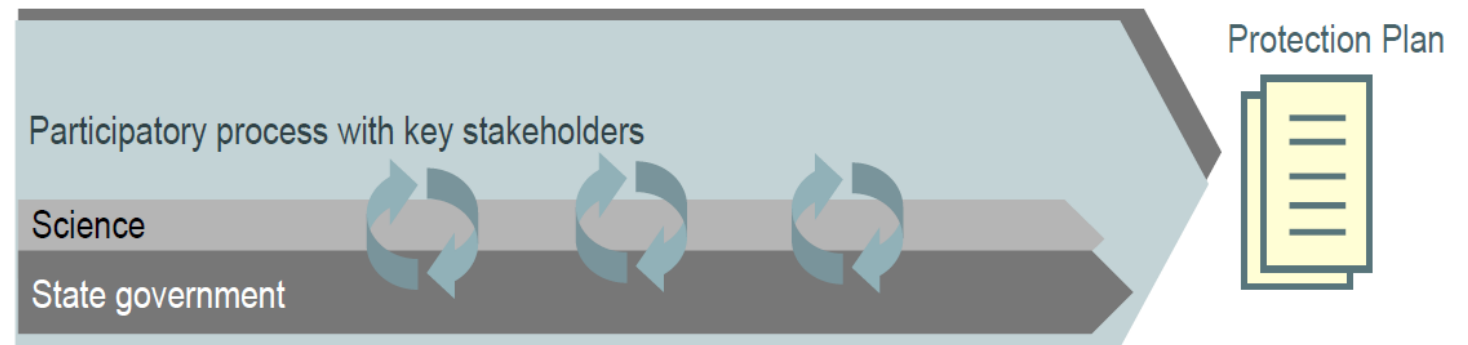 Protection Plan
Participatory process with key stakeholders
Science
State government